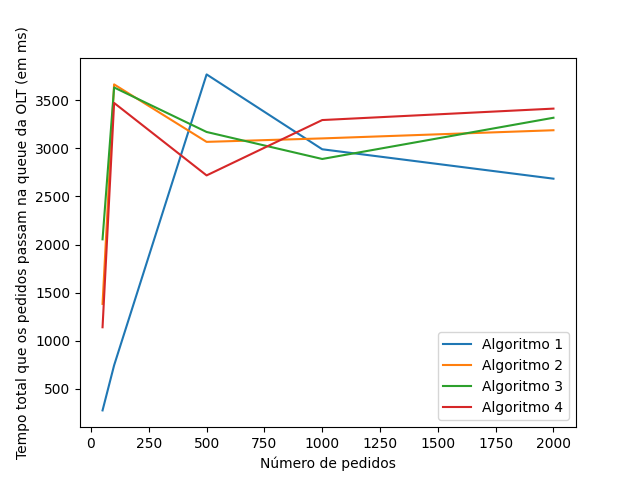 Tempo total que os pedidos passam na queue da OLT (em ms)
3500
3000
2500
2000
1500
1000
500
0
250
500
750
1000
1250
1500
1750
2000
Número de pedidos
Algoritmo 1
Algoritmo 2
Algoritmo 3
Algoritmo 4